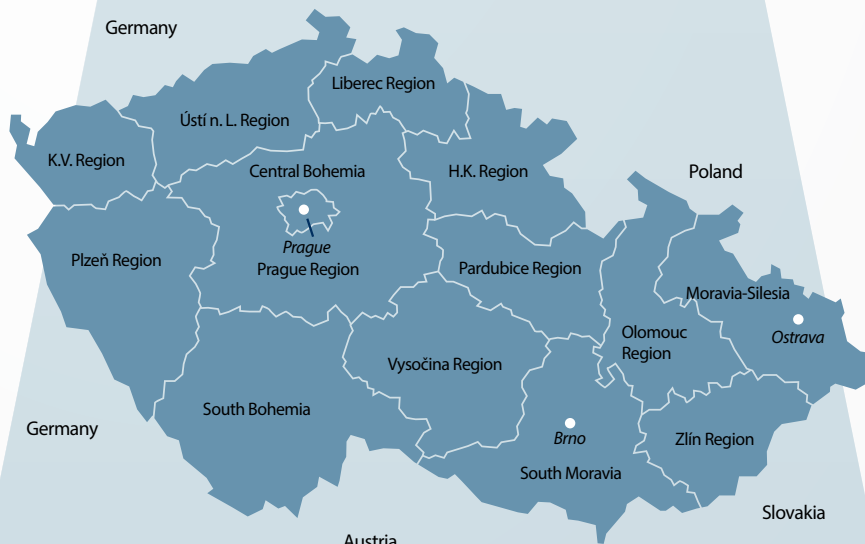 Germany
Liberec Region
Ústí n. L. Region
K.V. Region
Central Bohemia
H.K. Region
Poland
Prague
Prague Region
Plzeň Region
Pardubice Region
Moravia-Silesia
Ostrava
Olomouc
Region
Vysočina Region
South Bohemia
Germany
Brno
Zlín Region
South Moravia
Slovakia
Austria